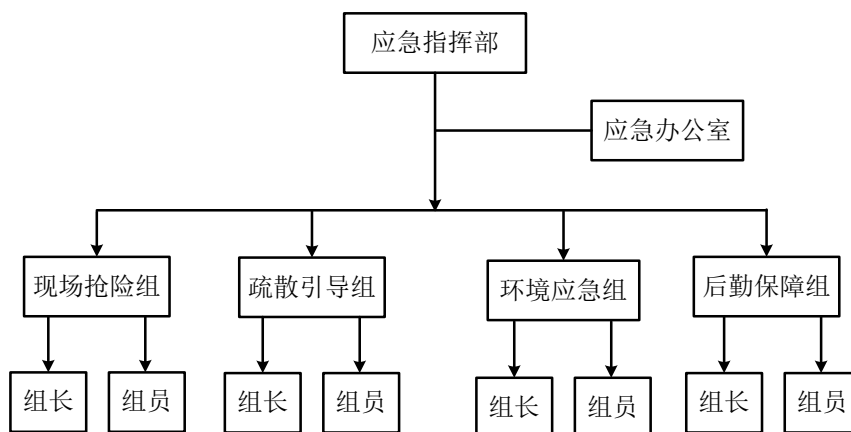 应急指挥部
应急办公室
现场抢险组
疏散引导组
环境应急组
后勤保障组
组长
组员
组长
组员
组长
组员
组长
组员